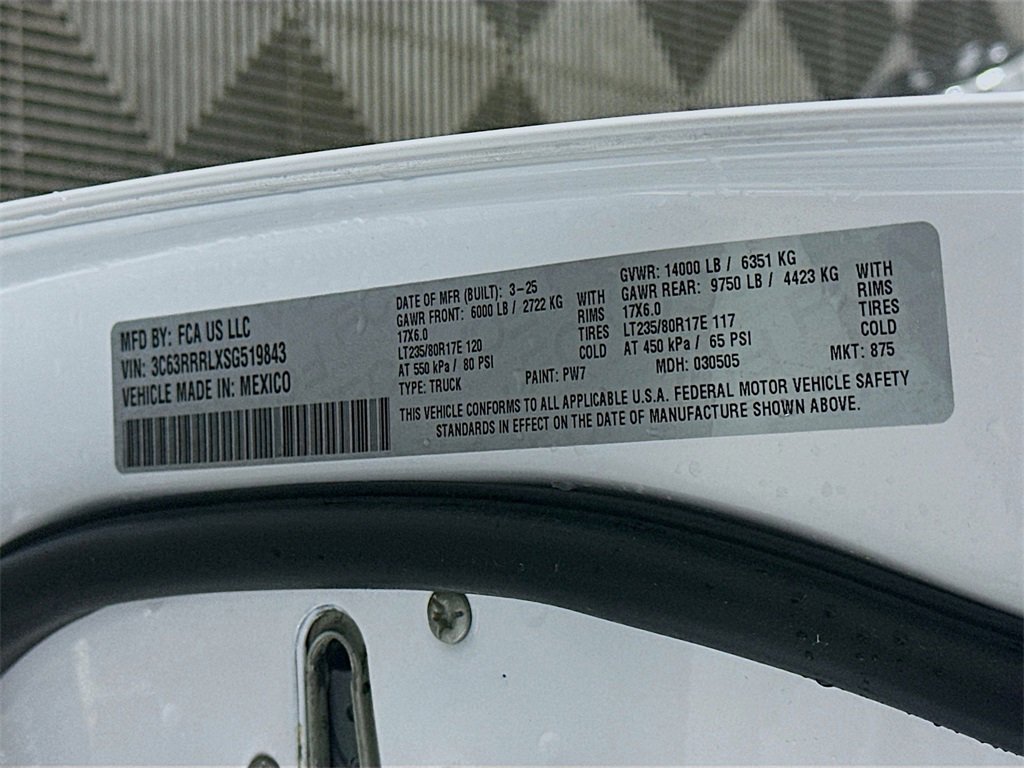 MFD BY: FCA US LLC
VIN: 3C63RRRLXSG519843
VEHICLE MADE IN: MEXICO
DATE OF MFR (BUILT): 3-25
GAWR FRONT: 6000 LB / 2722 KG WITH
17X6.0 RIMS
LT235/80R17E 120 TIRES
AT 550 kPa / 80 PSI COLD
TYPE: TRUCK PAINT: PW7
GVWR: 14000 LB / 6351 KG
GAWR REAR: 9750 LB / 4423 KG WITH
17X6.0 RIMS
LT235/80R17E 117 TIRES
AT 450 kPa / 65 PSI COLD
MDH: 030505 MKT: 875
THIS VEHICLE CONFORMS TO ALL APPLICABLE U.S.A. FEDERAL MOTOR VEHICLE SAFETY
STANDARDS IN EFFECT ON THE DATE OF MANUFACTURE SHOWN ABOVE.